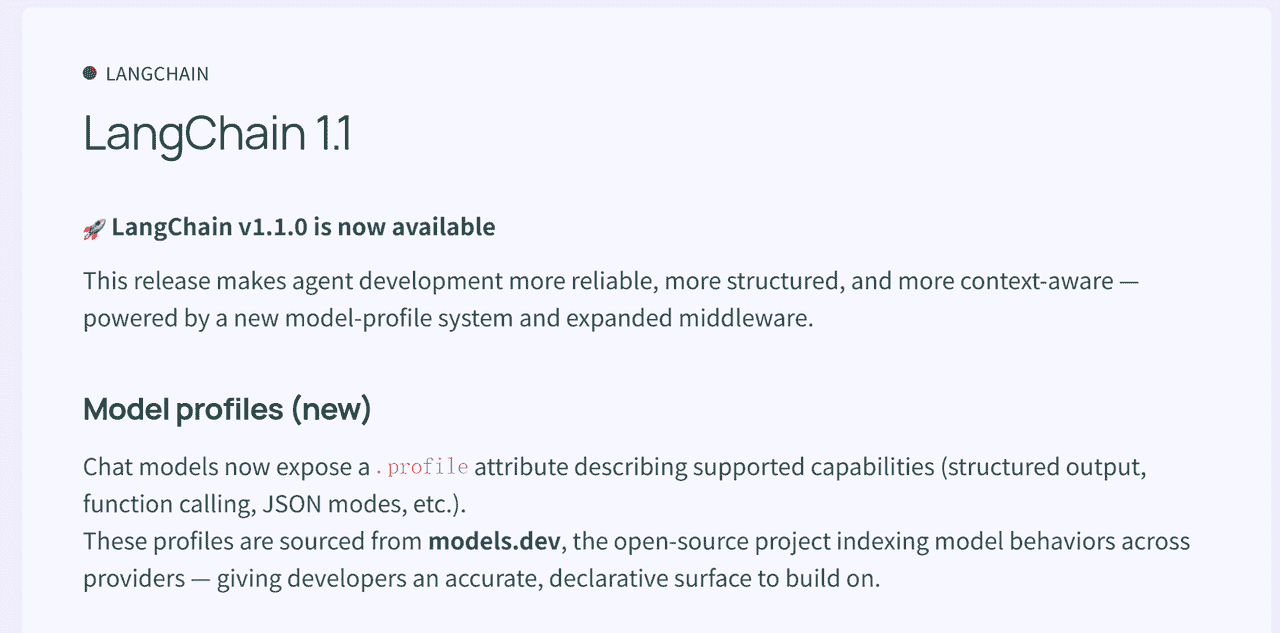 LANGCHAIN
LangChain 1.1
🚀 LangChain v1.1.0 is now available
This release makes agent development more reliable, more structured, and more context-aware —
powered by a new model-profile system and expanded middleware.
Model profiles (new)
Chat models now expose a .profile attribute describing supported capabilities (structured output,
function calling, JSON modes, etc.).
These profiles are sourced from models.dev, the open-source project indexing model behaviors across
providers — giving developers an accurate, declarative surface to build on.